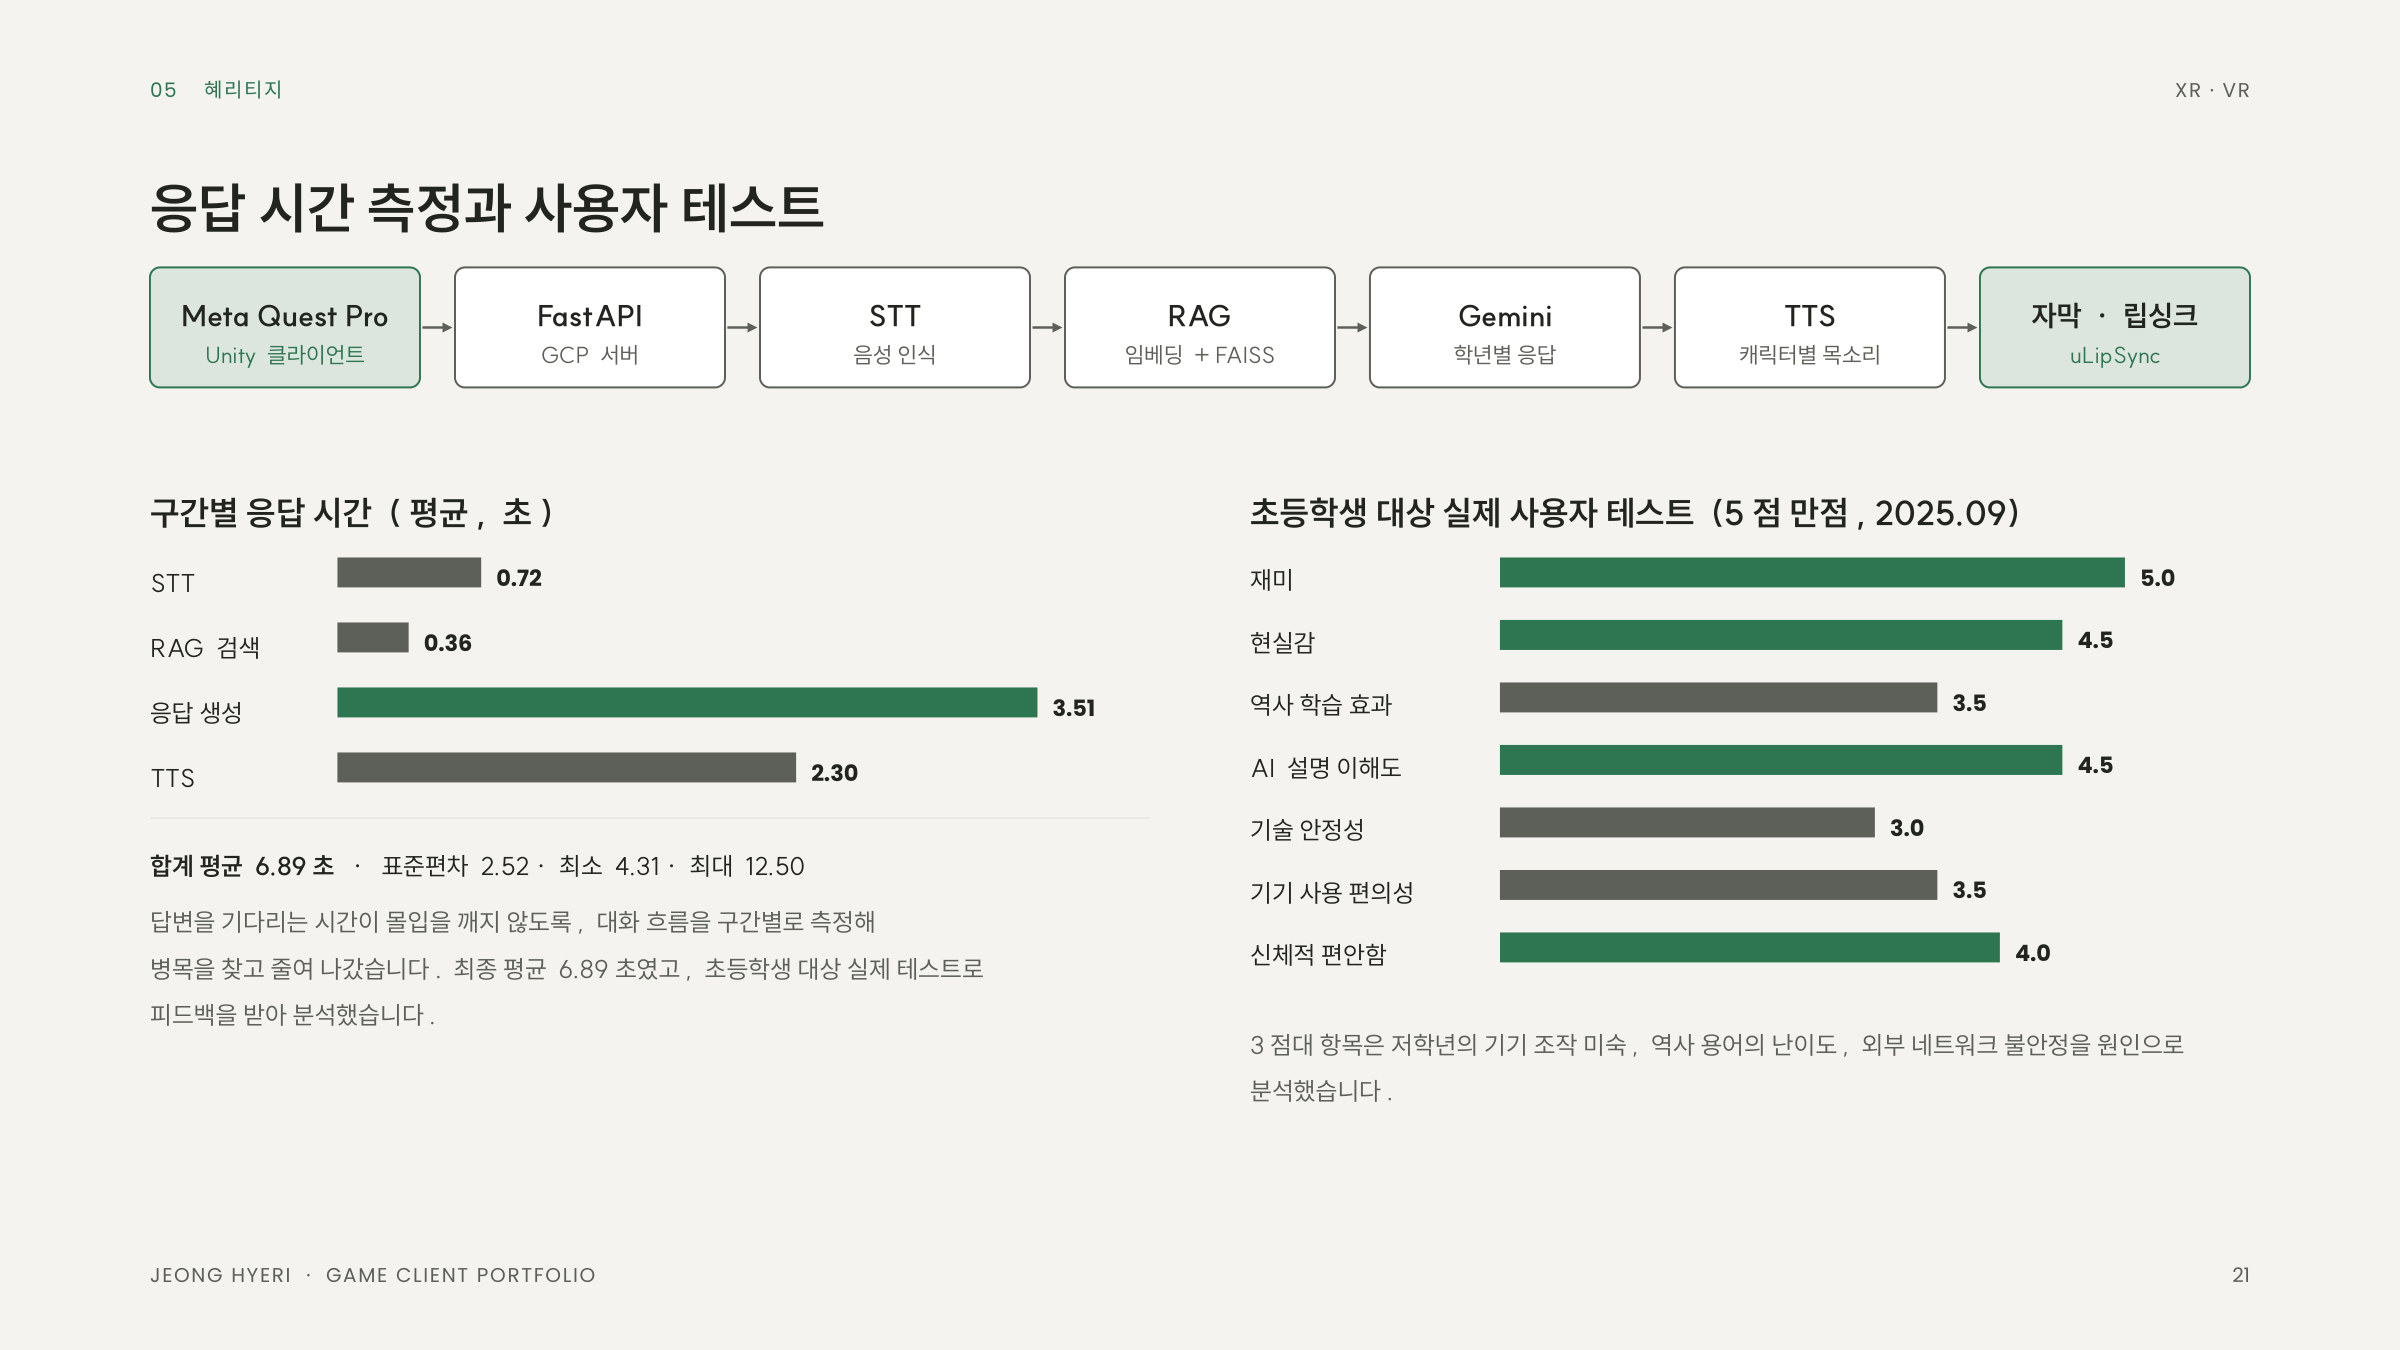 05 혜리티지
XR · VR
응답 시간 측정과 사용자 테스트
Meta Quest Pro
Unity 클라이언트
FastAPI
GCP 서버
STT
음성 인식
RAG
임베딩 + FAISS
Gemini
학년별 응답
TTS
캐릭터별 목소리
자막 · 립싱크
uLipSync
구간별 응답 시간 ( 평균 , 초 )
STT 0.72
RAG 검색 0.36
응답 생성 3.51
TTS 2.30
합계 평균 6.89 초 · 표준편차 2.52 · 최소 4.31 · 최대 12.50
답변을 기다리는 시간이 몰입을 깨지 않도록 , 대화 흐름을 구간별로 측정해
병목을 찾고 줄여 나갔습니다 . 최종 평균 6.89 초였고 , 초등학생 대상 실제 테스트로
피드백을 받아 분석했습니다 .
초등학생 대상 실제 사용자 테스트 (5 점 만점 , 2025.09)
재미 5.0
현실감 4.5
역사 학습 효과 3.5
AI 설명 이해도 4.5
기술 안정성 3.0
기기 사용 편의성 3.5
신체적 편안함 4.0
3 점대 항목은 저학년의 기기 조작 미숙 , 역사 용어의 난이도 , 외부 네트워크 불안정을 원인으로
분석했습니다 .
JEONG HYERI · GAME CLIENT PORTFOLIO
21